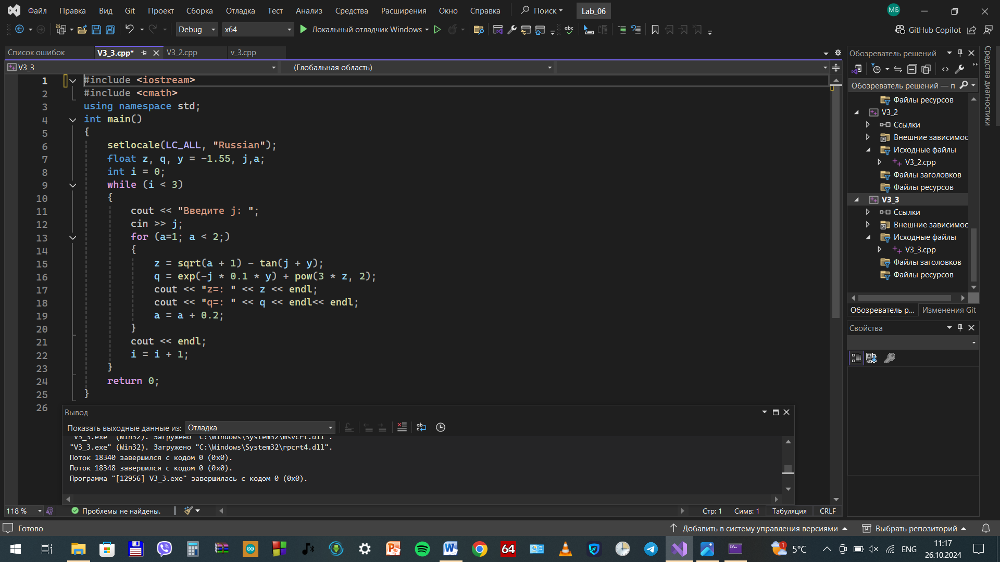 Файл Правка Вид Git Проект Сборка Отладка Тест Анализ Средства Расширения Окно Справка Поиск Lab_06 МБ
Debug x64 Локальный отладчик Windows GitHub Copilot
Список ошибок V3_3.cpp* V3_2.cpp v_3.cpp
V3_3 (Глобальная область)
1 #include <iostream>
2 #include <cmath>
3 using namespace std;
4 int main()
5 {
6 setlocale(LC_ALL, "Russian");
7 float z, q, y = -1.55, j,a;
8 int i = 0;
9 while (i < 3)
10 {
11 cout << "Введите j: ";
12 cin >> j;
13 for (a=1; a < 2;)
14 {
15 z = sqrt(a + 1) - tan(j + y);
16 q = exp(-j * 0.1 * y) + pow(3 * z, 2);
17 cout << "z=: " << z << endl;
18 cout << "q=: " << q << endl<< endl;
19 a = a + 0.2;
20 }
21 cout << endl;
22 i = i + 1;
23 }
24 return 0;
25 }
26
Вывод
Показать выходные данные из: Отладка
"V3_3.exe" (Win32). Загружено "C:\Windows\System32\msvcrt.dll".
"V3_3.exe" (Win32). Загружено "C:\Windows\System32\rpcrt4.dll".
Поток 18340 завершился с кодом 0 (0x0).
Поток 18348 завершился с кодом 0 (0x0).
Программа "[12956] V3_3.exe" завершилась с кодом 0 (0x0).
118 % Проблемы не найдены. Стр: 1 Симв: 1 Табуляция CRLF
Обозреватель решений
Обозреватель решений — п
Файлы ресурсов
V3_2
Ссылки
Внешние зависимос
Исходные файлы
V3_2.cpp
Файлы заголовков
Файлы ресурсов
V3_3
Ссылки
Внешние зависимос
Исходные файлы
V3_3.cpp
Файлы заголовков
Файлы ресурсов
Обозреватель р... Изменения Git
Свойства
Средства диагностики
Готово Добавить в систему управления версиями Выбрать репозиторий
64 1 5°C ENG 11:17
26.10.2024